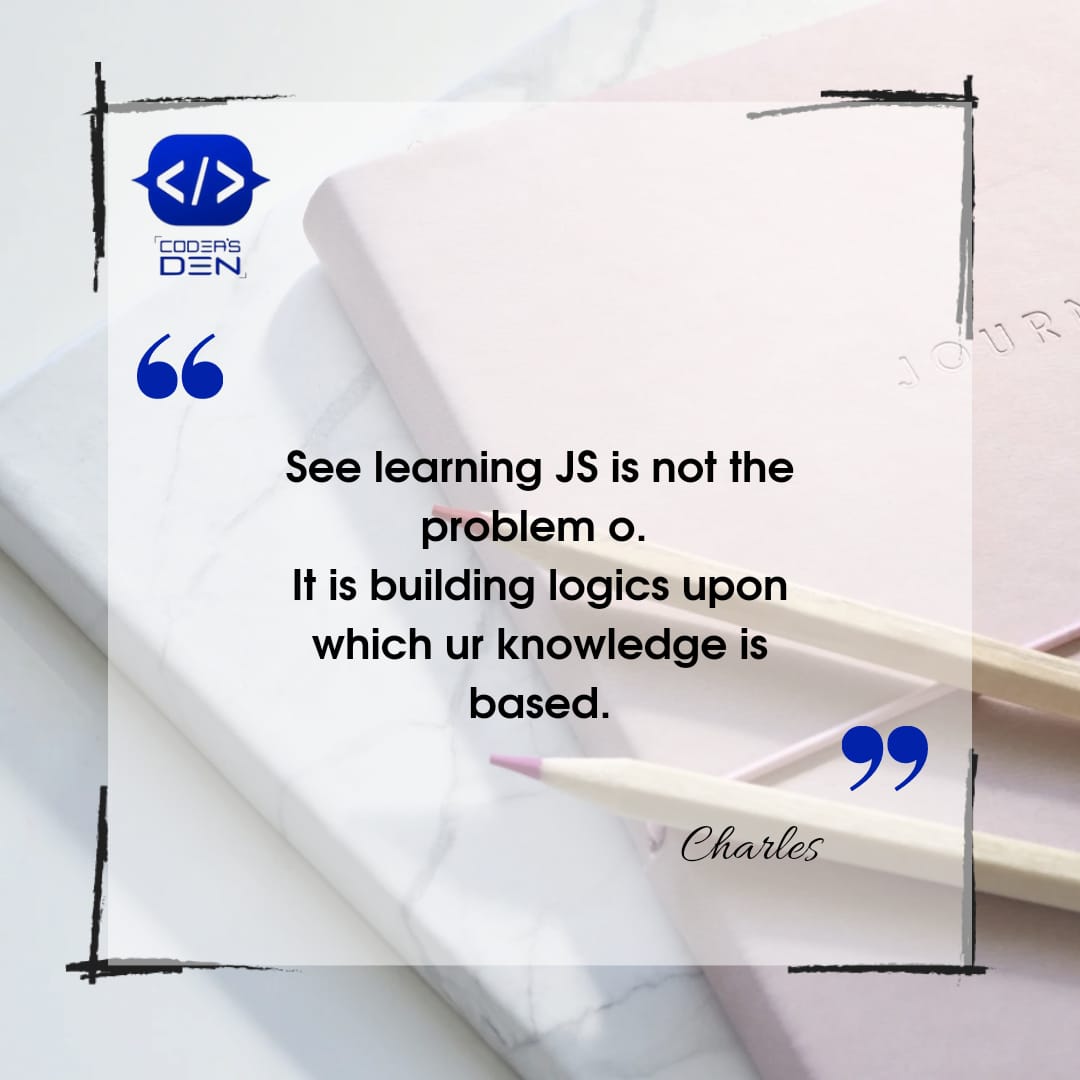 </>
CODER'S
DEN
“
See learning JS is not the
problem o.
It is building logics upon
which ur knowledge is
based.
”
Charles
JOURN